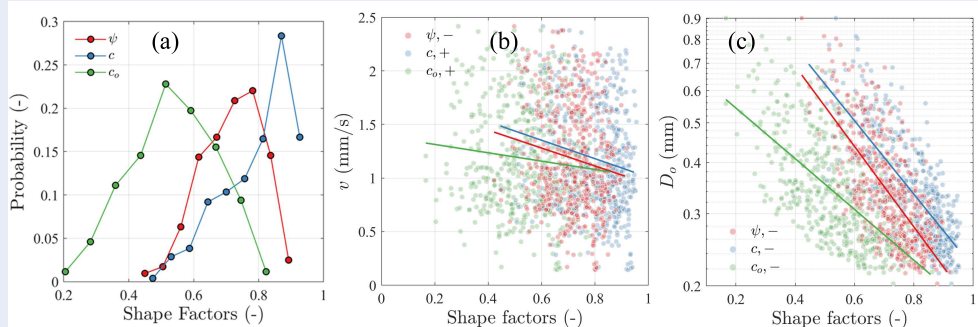 (a)
ψ
c
c_o
0.3
0.25
0.2
0.15
0.1
0.05
0
0.2 0.4 0.6 0.8 1
Probability (-)
Shape Factors (-)
(b)
ψ, −
c, +
c_o, +
2.5
2
1.5
1
0.5
0
0 0.2 0.4 0.6 0.8 1
v (mm/s)
Shape factors (-)
(c)
0.9
0.8
0.7
0.6
0.5
0.4
0.3
0.2
ψ, −
c, −
c_o, −
0.2 0.4 0.6 0.8 1
D_o (mm)
Shape factors (-)